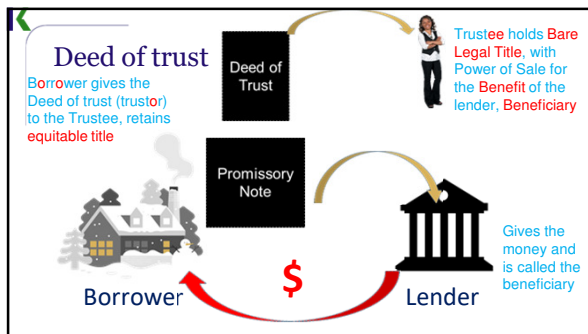 Deed of trust
Borrower gives the
Deed of trust (trustor)
to the Trustee, retains
equitable title
Deed of
Trust
Trustee holds Bare
Legal Title, with
Power of Sale for
the Benefit of the
lender, Beneficiary
Promissory
Note
Gives the
money and
is called the
beneficiary
$
Borrower
Lender